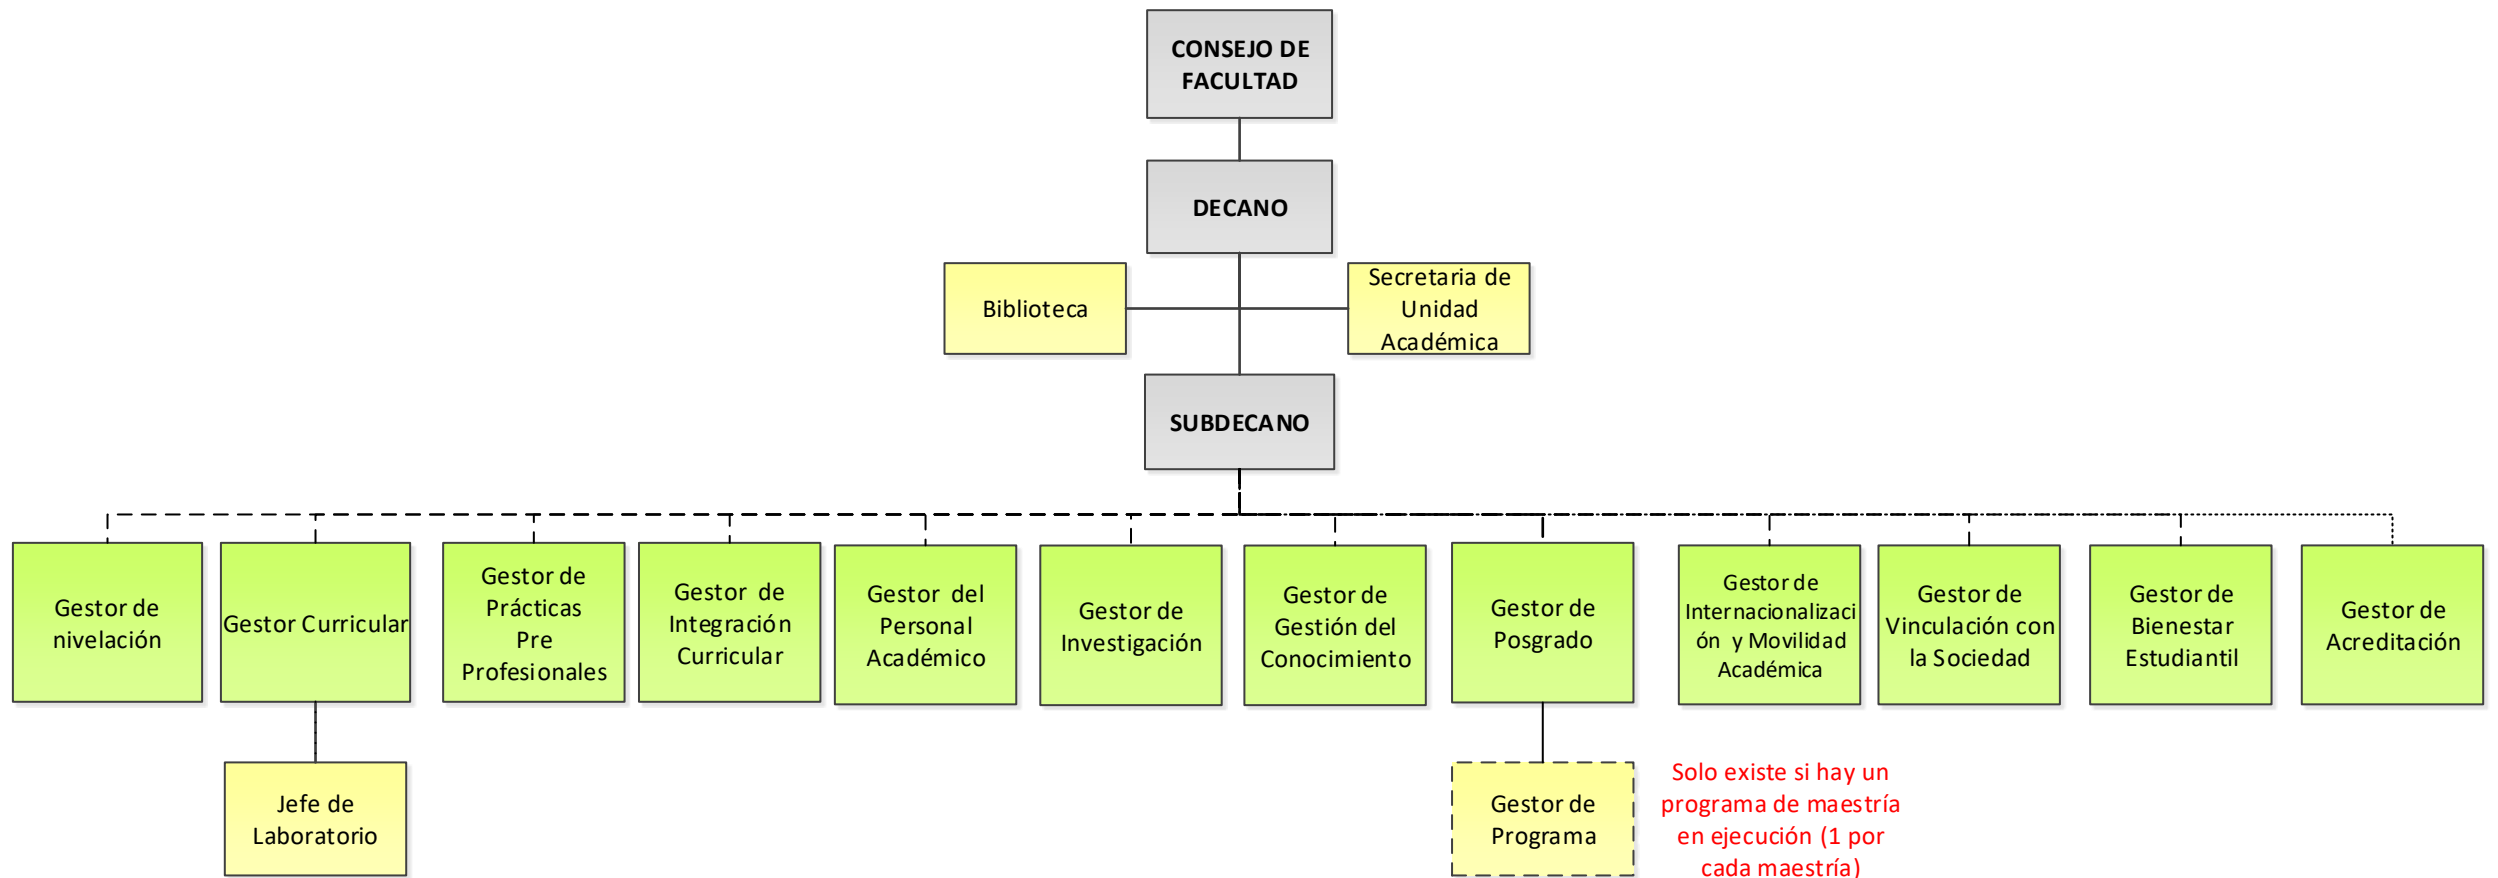 CONSEJO DE
FACULTAD
DECANO
Biblioteca
Secretaria de
Unidad
Académica
SUBDECANO
Gestor de
nivelación
Gestor Curricular
Gestor de
Prácticas
Pre
Profesionales
Gestor de
Integración
Curricular
Gestor del
Personal
Académico
Gestor de
Investigación
Gestor de
Gestión del
Conocimiento
Gestor de
Posgrado
Gestor de
Internacionalizaci
ón y Movilidad
Académica
Gestor de
Vinculación con
la Sociedad
Gestor de
Bienestar
Estudiantil
Gestor de
Acreditación
Jefe de
Laboratorio
Gestor de
Programa
Solo existe si hay un
programa de maestría
en ejecución (1 por
cada maestría)